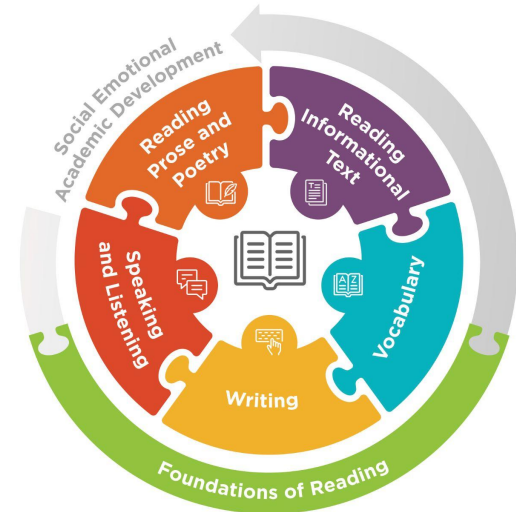 Social Emotional
Academic Development
Reading
Prose and
Poetry
Reading
Informational
Text
Speaking
and Listening
A Z
Vocabulary
Writing
Foundations of Reading